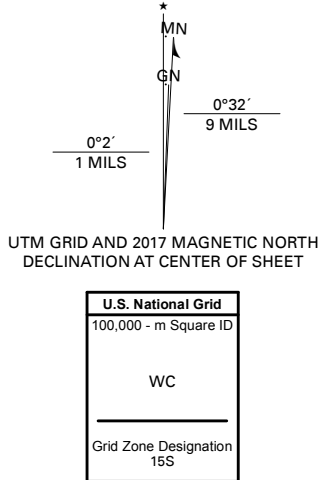 MN
GN
0°32´
9 MILS
0°2´
1 MILS
UTM GRID AND 2017 MAGNETIC NORTH
DECLINATION AT CENTER OF SHEET
U.S. National Grid
100,000 - m Square ID
WC
Grid Zone Designation
15S